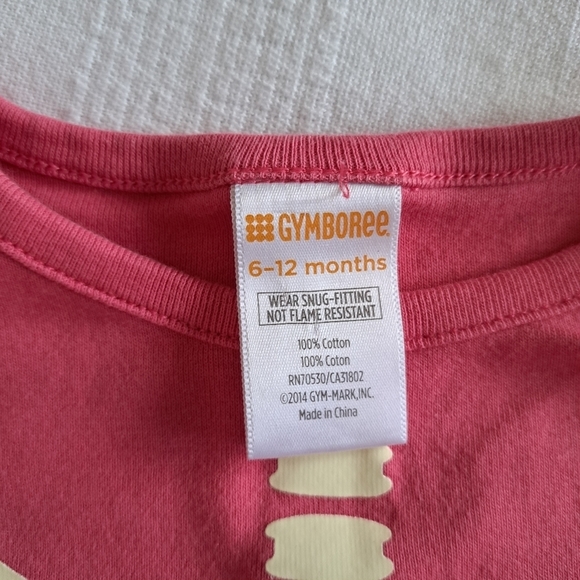 GYMBORee
6-12 months
WEAR SNUG-FITTING
NOT FLAME RESISTANT
100% Cotton
100% Coton
RN70530/CA31802
©2014 GYM-MARK,INC.
Made in China